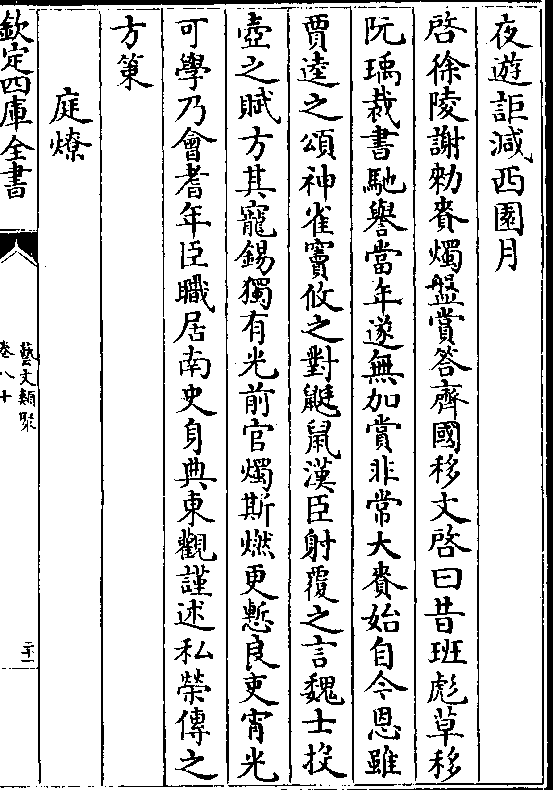 夜遊詎減西園月
啓徐陵謝勑賚燭盤賞答齊國移文啓曰昔班彪草移
阮瑀裁書馳譽當年遂無加賞非常大賚始自今恩雖
賈逵之頌神雀竇攸之對鼮鼠漢臣射覆之言魏士投
壺之賦方其寵錫獨有光前官燭斯燃更慙良吏宵光
可學乃會耆年臣職居南史身典東觀謹述私榮傳之
方策
庭燎
欽定四庫全書
藝文類聚
卷八十
二十一